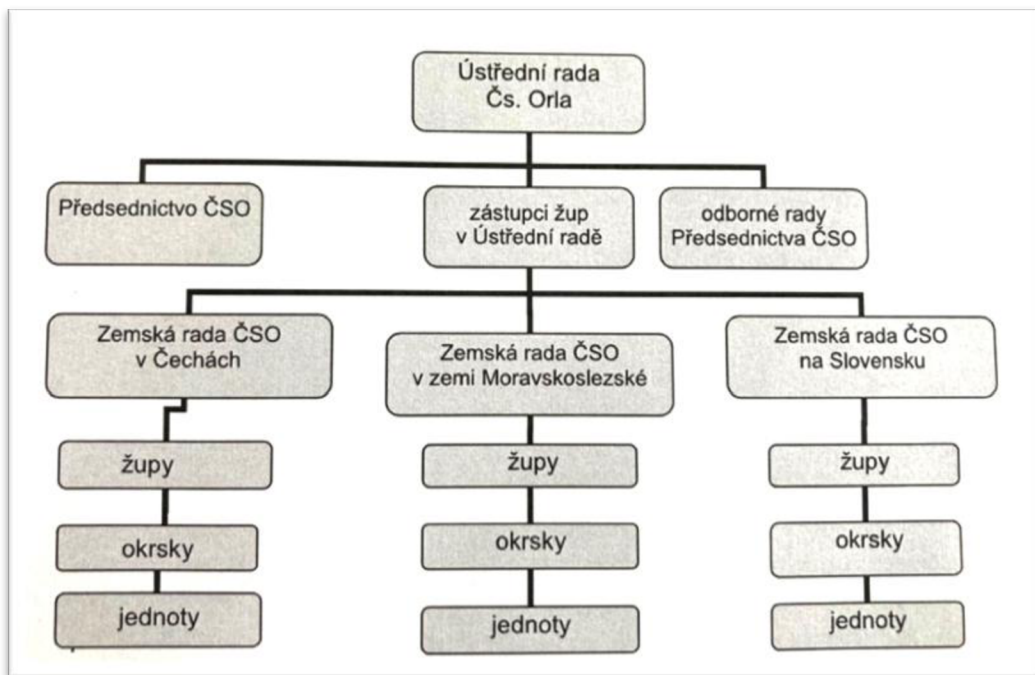 Ústřední rada
Čs. Orla
Předsednictvo ČSO
zástupci žup
v Ústřední radě
odborné rady
Předsednictva ČSO
Zemská rada ČSO
v Čechách
Zemská rada ČSO
v zemi Moravskoslezské
Zemská rada ČSO
na Slovensku
župy
župy
župy
okrsky
okrsky
okrsky
jednoty
jednoty
jednoty